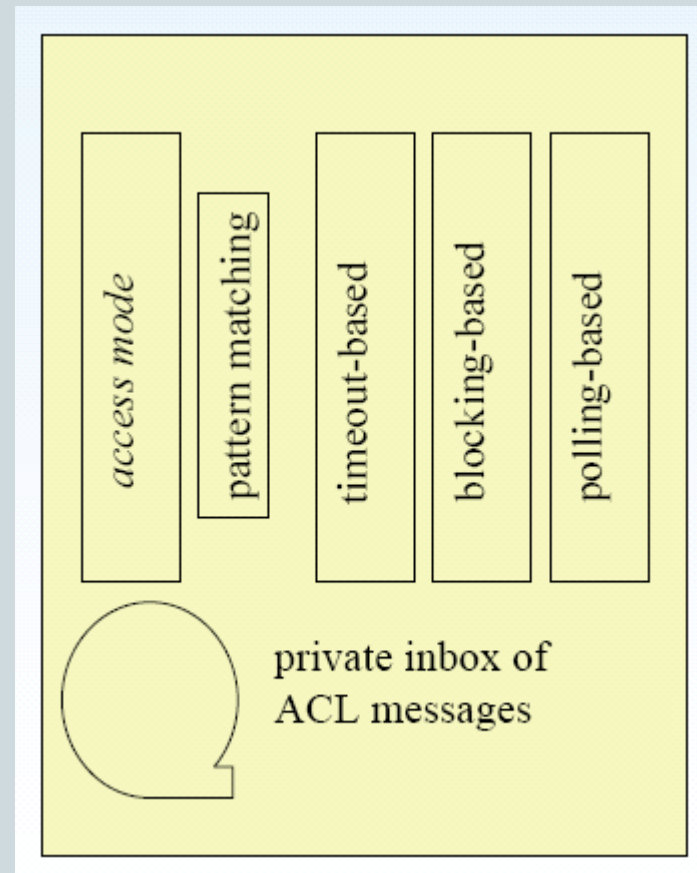 access mode
pattern matching
timeout-based
blocking-based
polling-based
private inbox of
ACL messages